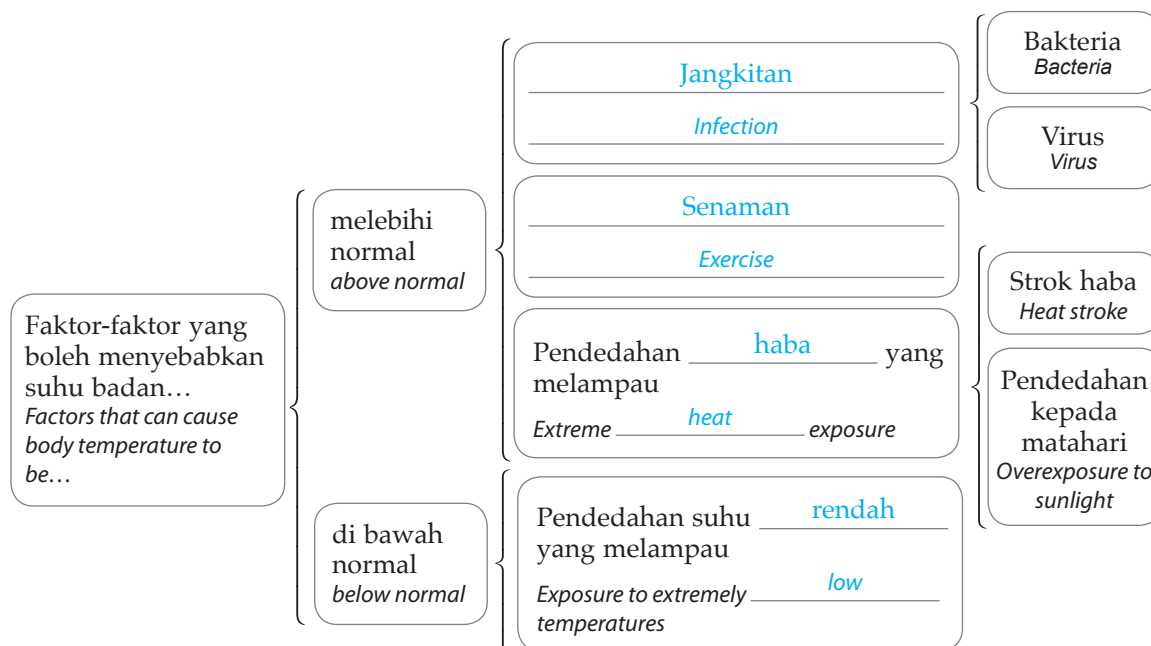 Faktor-faktor yang
boleh menyebabkan
suhu badan…
Factors that can cause
body temperature to
be…
melebihi
normal
above normal
Jangkitan
Infection
Bakteria
Bacteria
Virus
Virus
Senaman
Exercise
Pendedahan haba yang
melampau
Extreme heat exposure
Strok haba
Heat stroke
Pendedahan
kepada
matahari
Overexposure to
sunlight
di bawah
normal
below normal
Pendedahan suhu rendah
yang melampau
Exposure to extremely low
temperatures